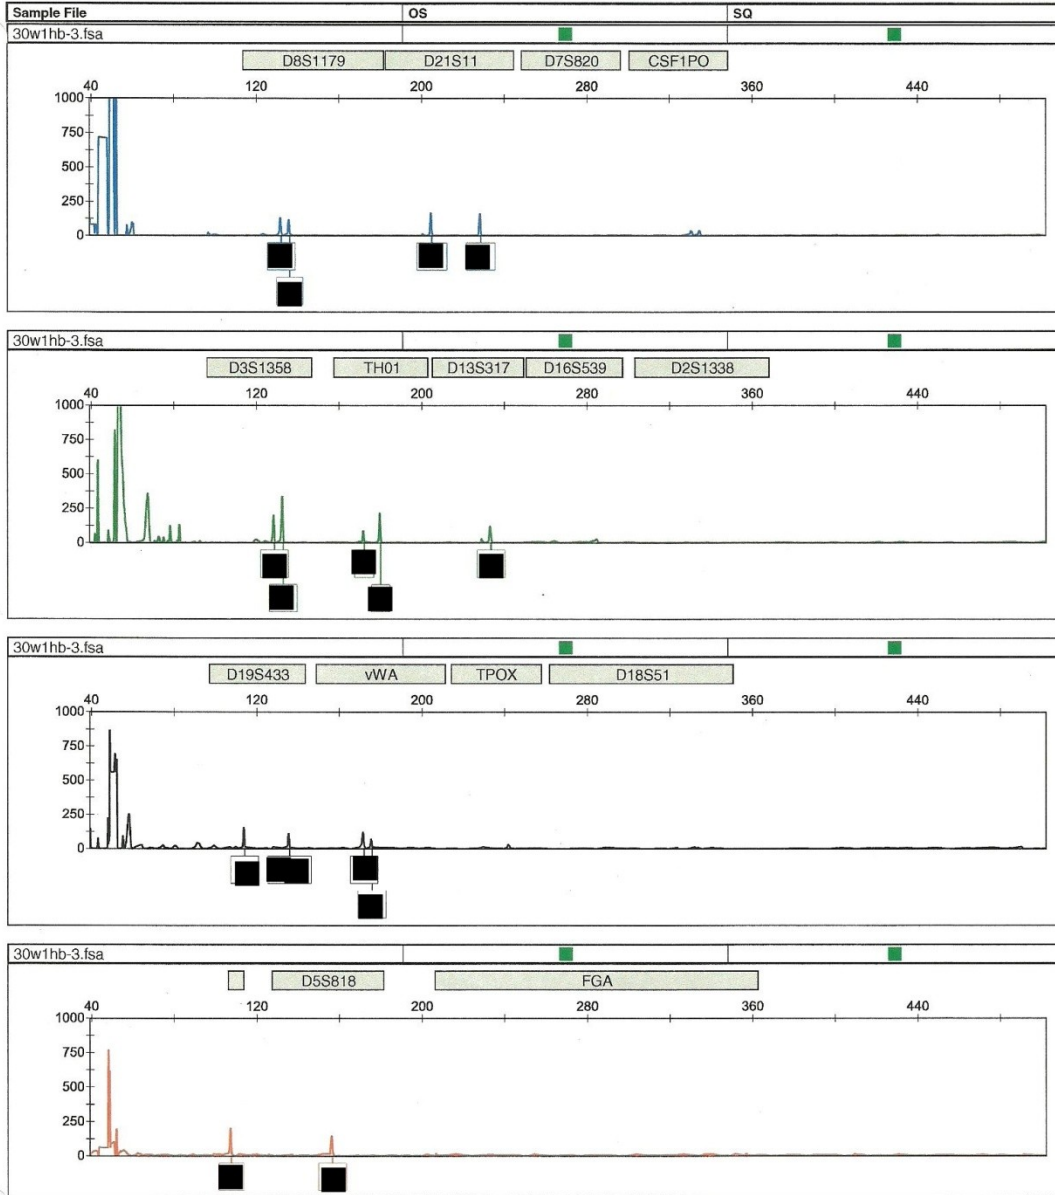 Sample File OS SQ
30w1hb-3.fsa
D8S1179 D21S11 D7S820 CSF1PO
40 120 200 280 360 440
1000
750
500
250
0
30w1hb-3.fsa
D3S1358 TH01 D13S317 D16S539 D2S1338
40 120 200 280 360 440
1000
750
500
250
0
30w1hb-3.fsa
D19S433 vWA TPOX D18S51
40 120 200 280 360 440
1000
750
500
250
0
30w1hb-3.fsa
D5S818 FGA
40 120 200 280 360 440
1000
750
500
250
0